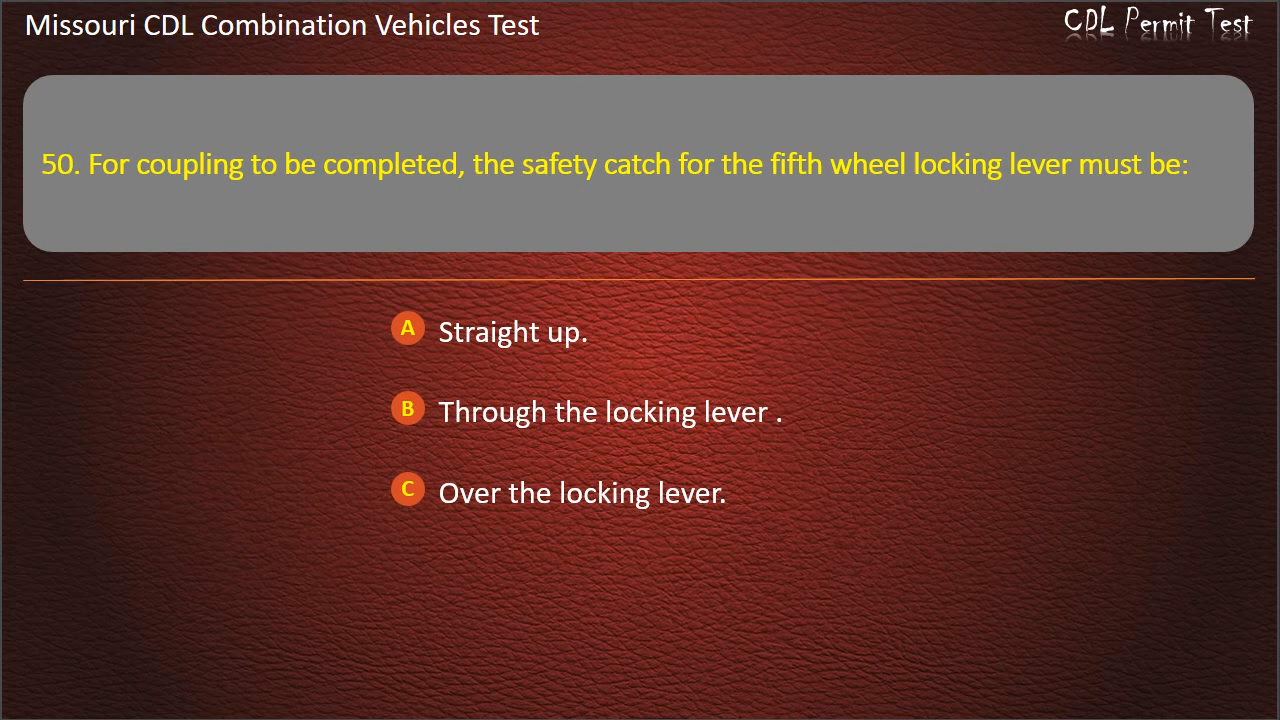 Missouri CDL Combination Vehicles Test
CDL Permit Test
50. For coupling to be completed, the safety catch for the fifth wheel locking lever must be:
A Straight up.
B Through the locking lever .
C Over the locking lever.